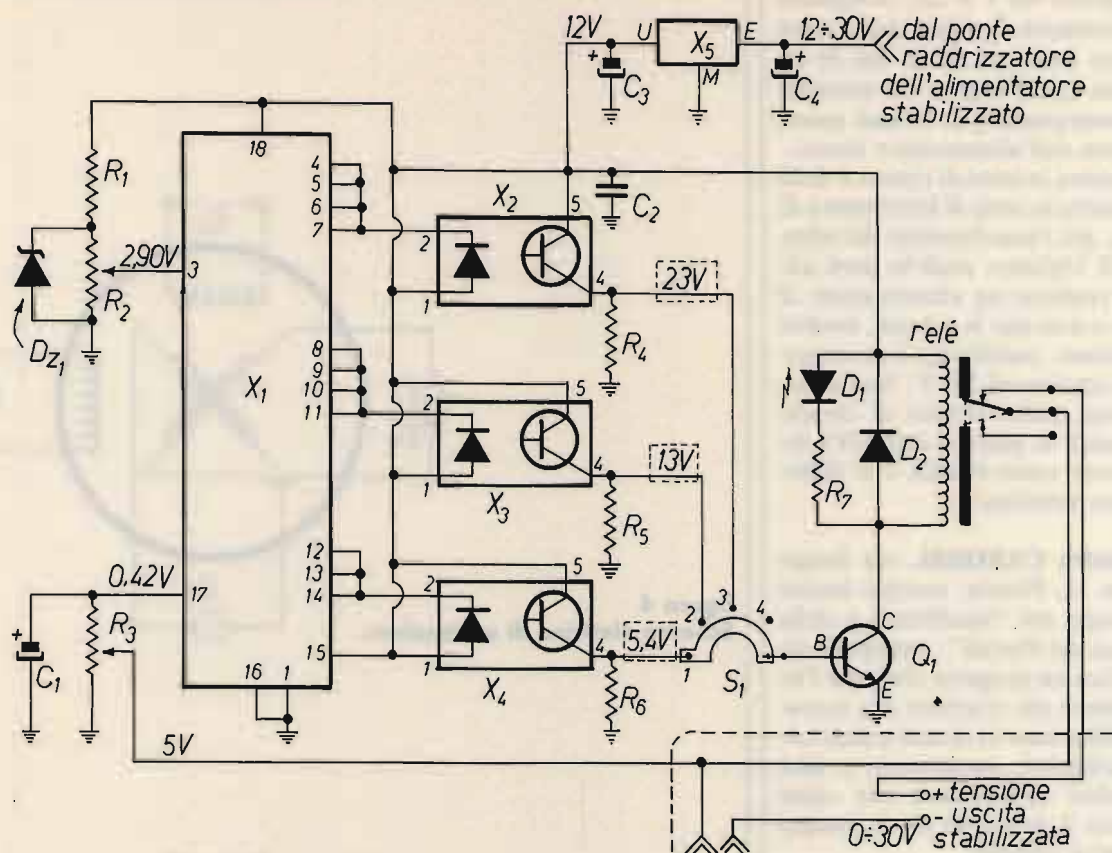 12V
U
X5
E
12÷30V
dal ponte
raddrizzatore
dell'alimentatore
stabilizzato
M
C3
C4
18
R1
R2
DZ1
2,90V
3
X1
4
5
6
7
X2
2
1
5
4
C2
23V
R4
8
9
10
11
X3
2
1
5
4
13V
R5
relé
D1
D2
R7
12
13
14
15
X4
2
1
5
4
5,4V
R6
1
2
3
4
S1
B
C
E
Q1
0,42V
17
R3
C1
16
1
5V
+ tensione
- uscita
stabilizzata
0÷30V